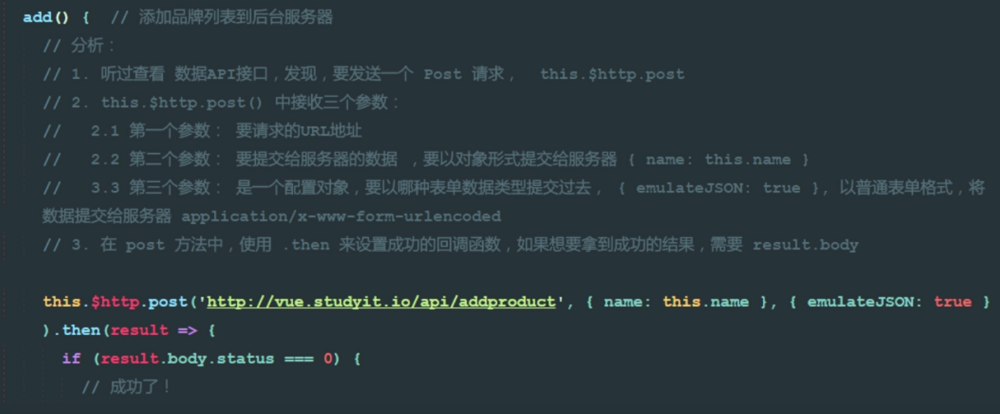 add() {  // 添加品牌列表到后台服务器
// 分析：
// 1. 听过查看 数据API接口，发现，要发送一个 Post 请求，  this.$http.post
// 2. this.$http.post() 中接收三个参数：
//   2.1 第一个参数： 要请求的URL地址
//   2.2 第二个参数： 要提交给服务器的数据 ，要以对象形式提交给服务器 { name: this.name }
//   3.3 第三个参数： 是一个配置对象，要以哪种表单数据类型提交过去， { emulateJSON: true }, 以普通表单格式，将
数据提交给服务器 application/x-www-form-urlencoded
// 3. 在 post 方法中，使用 .then 来设置成功的回调函数，如果想要拿到成功的结果，需要 result.body
this.$http.post('http://vue.studyit.io/api/addproduct', { name: this.name }, { emulateJSON: true }
).then(result => {
if (result.body.status === 0) {
// 成功了！